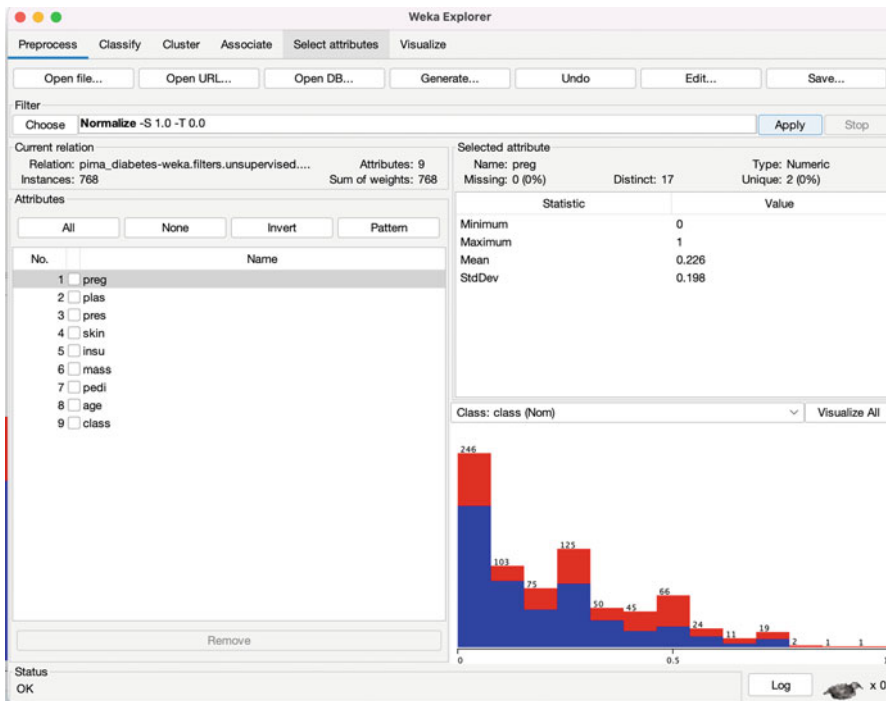 Weka Explorer
Preprocess Classify Cluster Associate Select attributes Visualize
Open file... Open URL... Open DB... Generate... Undo Edit... Save...
Filter
Choose Normalize -S 1.0 -T 0.0 Apply Stop
Current relation
Relation: pima_diabetes-weka.filters.unsupervised.... Attributes: 9
Instances: 768 Sum of weights: 768
Attributes
All None Invert Pattern
No. Name
1 preg
2 plas
3 pres
4 skin
5 insu
6 mass
7 pedi
8 age
9 class
Remove
Selected attribute
Name: preg Type: Numeric
Missing: 0 (0%) Distinct: 17 Unique: 2 (0%)
Statistic Value
Minimum 0
Maximum 1
Mean 0.226
StdDev 0.198
Class: class (Nom) Visualize All
246
103
75
125
50
45
66
24
11
19
2
1
1
0 0.5 1
Status
OK
Log x 0